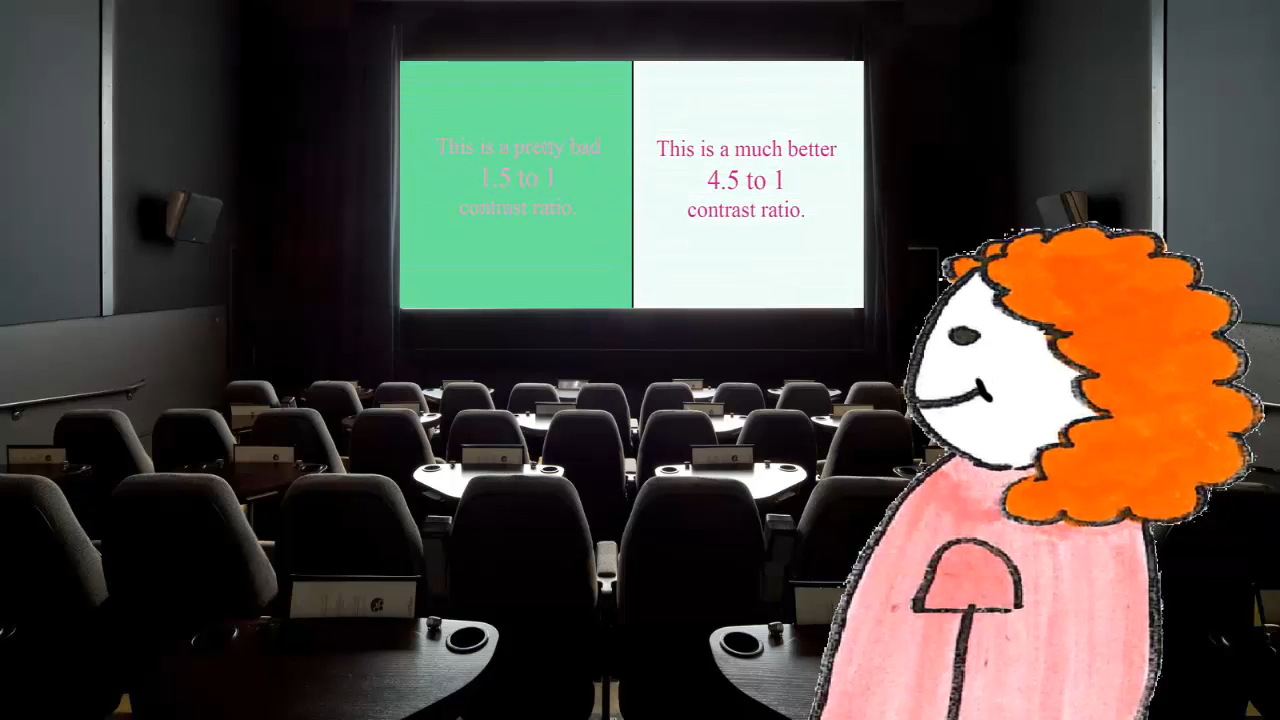 This is a pretty bad
1.5 to 1
contrast ratio.
This is a much better
4.5 to 1
contrast ratio.